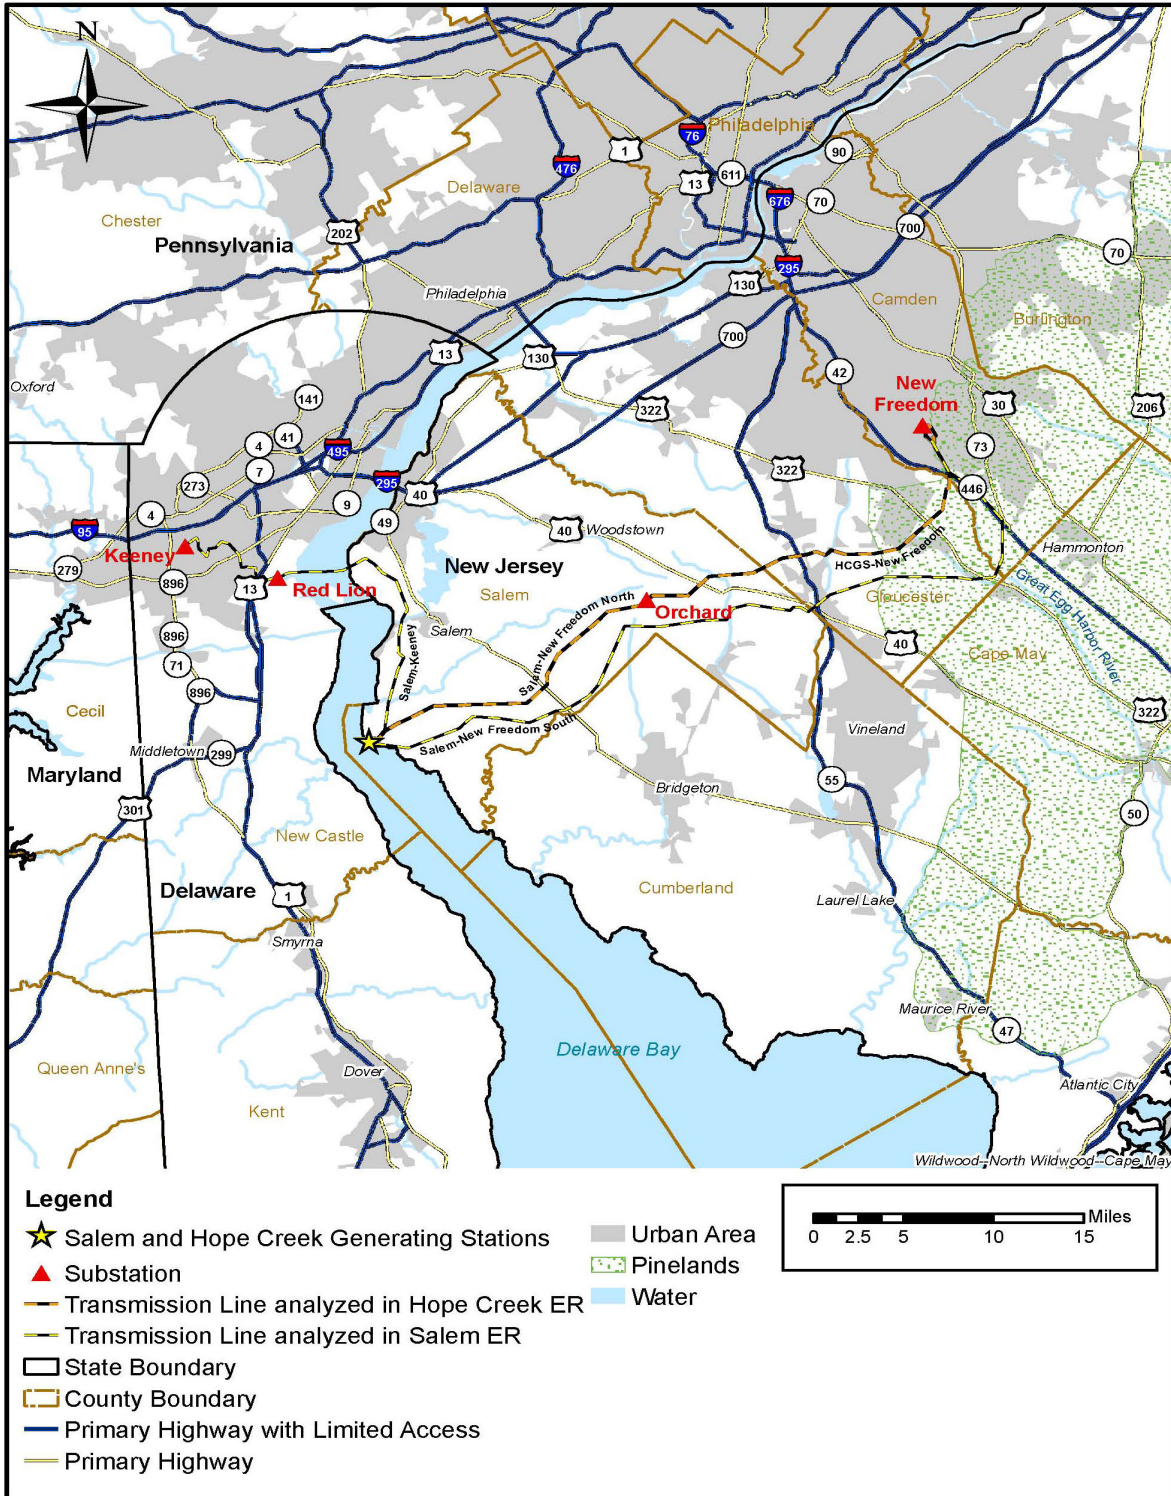 N
76
Philadelphia
90
1
476
611
13
Delaware
676
70
Chester
202
700
Pennsylvania
70
295
130
Philadelphia
Camden
Burlington
700
13
130
Oxford
42
New
Freedom
141
322
30
206
4
41
495
73
7
322
273
295
40
446
9
4
49
40
Woodstown
95
Keeney
New Jersey
Hammonton
HCGS-New Freedom
279
896
13
Red Lion
Salem
Orchard
Gloucester
Great Egg Harbor River
Salem-New Freedom North
896
Salem
40
Salem-Keeney
Cape May
71
896
Cecil
322
Salem-New Freedom South
Middletown
299
Vineland
Maryland
55
Bridgeton
301
50
New Castle
Delaware
1
Cumberland
Laurel Lake
Smyrna
Maurice River
47
Delaware Bay
Queen Anne's
Dover
Atlantic City
Kent
Wildwood--North Wildwood--Cape May
Legend
Salem and Hope Creek Generating Stations
Substation
Transmission Line analyzed in Hope Creek ER
Transmission Line analyzed in Salem ER
State Boundary
County Boundary
Primary Highway with Limited Access
Primary Highway
Urban Area
Pinelands
Water
Miles
0 2.5 5 10 15